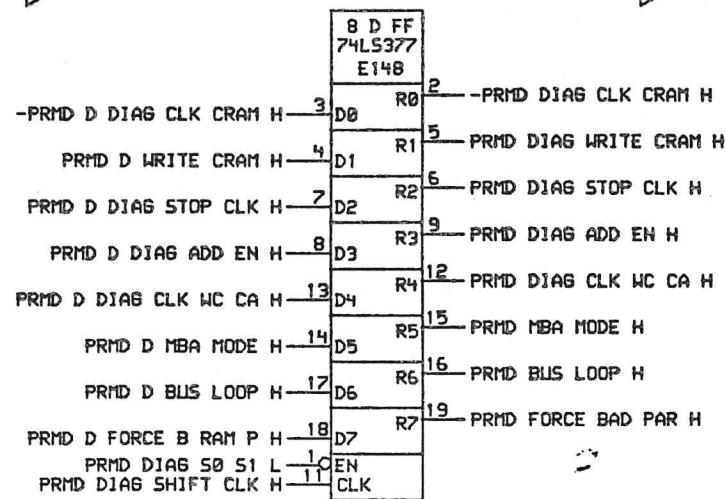 8 D FF
74LS377
E148
-PRMD D DIAG CLK CRAM H 3 D0 R0 2 -PRMD DIAG CLK CRAM H
PRMD D WRITE CRAM H 4 D1 R1 5 PRMD DIAG WRITE CRAM H
PRMD D DIAG STOP CLK H 7 D2 R2 6 PRMD DIAG STOP CLK H
PRMD D DIAG ADD EN H 8 D3 R3 9 PRMD DIAG ADD EN H
PRMD D DIAG CLK WC CA H 13 D4 R4 12 PRMD DIAG CLK WC CA H
PRMD D MBA MODE H 14 D5 R5 15 PRMD MBA MODE H
PRMD D BUS LOOP H 17 D6 R6 16 PRMD BUS LOOP H
PRMD D FORCE B RAM P H 18 D7 R7 19 PRMD FORCE BAD PAR H
PRMD DIAG S0 S1 L 1 EN
PRMD DIAG SHIFT CLK H 11 CLK